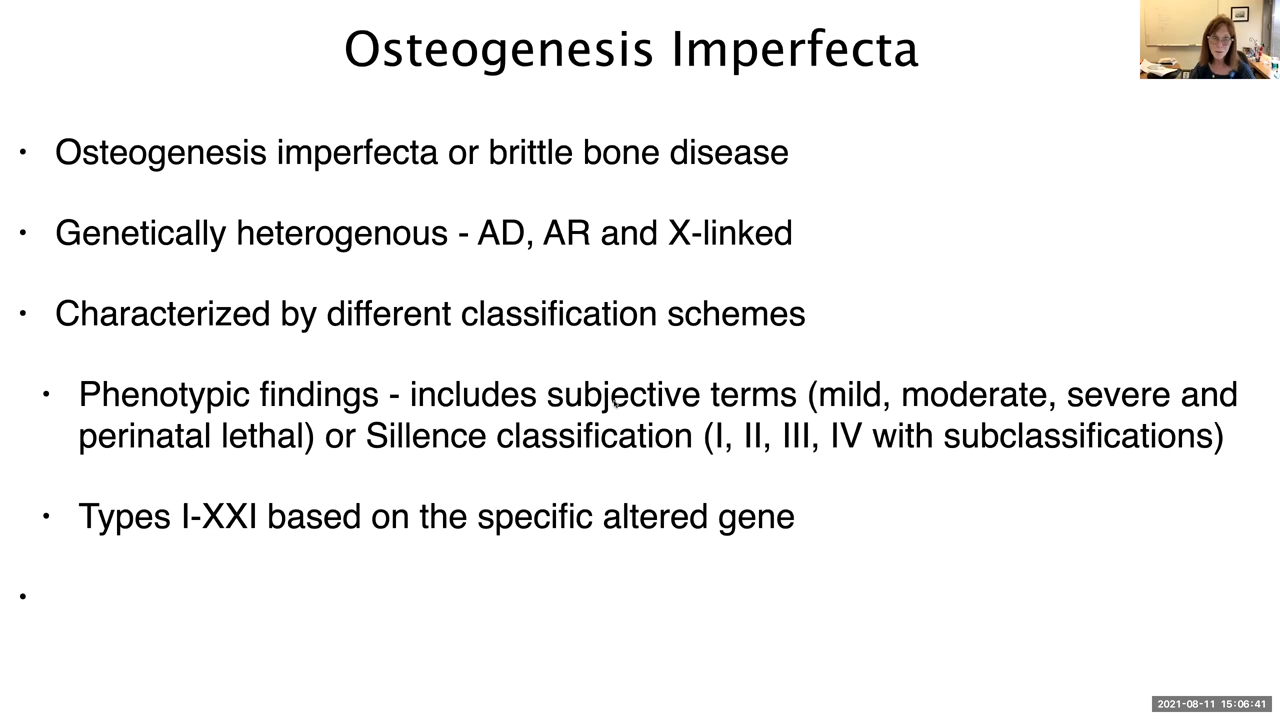 Osteogenesis Imperfecta
• Osteogenesis imperfecta or brittle bone disease
• Genetically heterogenous - AD, AR and X-linked
• Characterized by different classification schemes
• Phenotypic findings - includes subjective terms (mild, moderate, severe and
perinatal lethal) or Sillence classification (I, II, III, IV with subclassifications)
• Types I-XXI based on the specific altered gene
•
2021-08-11 15:06:41